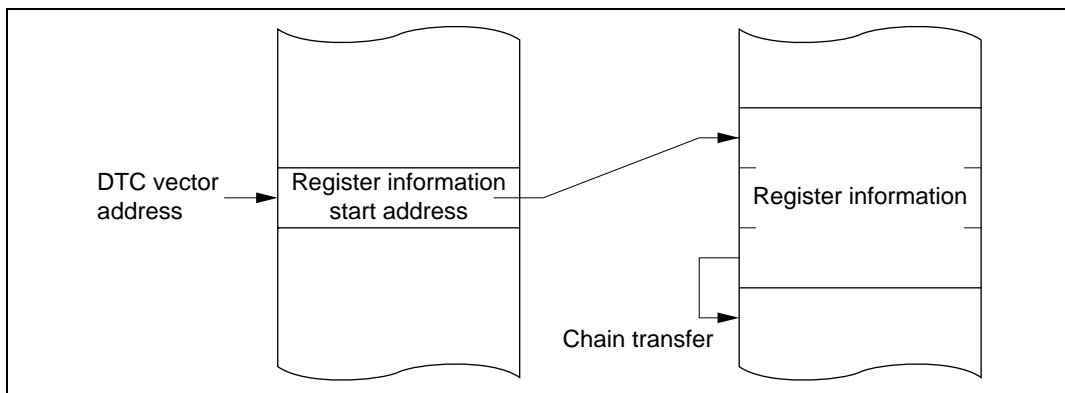 DTC vector
address
Register information
start address
Register information
Chain transfer